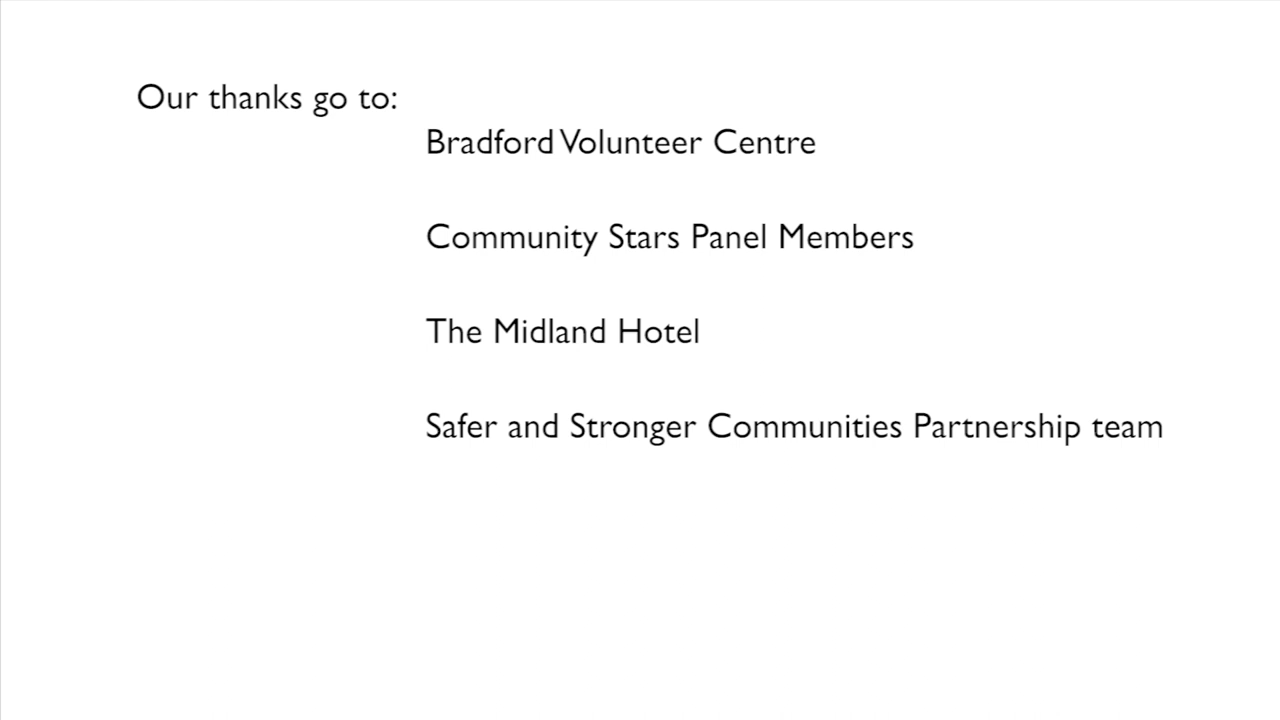 Our thanks go to:
Bradford Volunteer Centre
Community Stars Panel Members
The Midland Hotel
Safer and Stronger Communities Partnership team